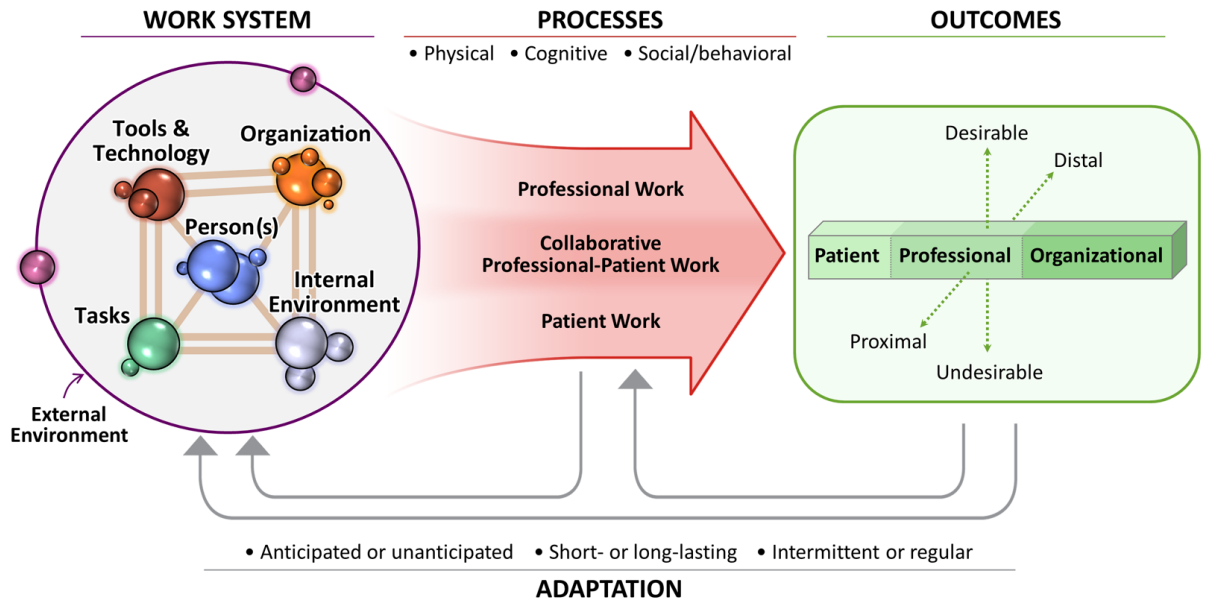 WORK SYSTEM
PROCESSES
OUTCOMES
• Physical • Cognitive • Social/behavioral
Tools &
Technology
Organization
Person(s)
Internal
Environment
Tasks
External
Environment
Professional Work
Collaborative
Professional-Patient Work
Patient Work
Desirable
Distal
Patient
Professional
Organizational
Proximal
Undesirable
• Anticipated or unanticipated • Short- or long-lasting • Intermittent or regular
ADAPTATION